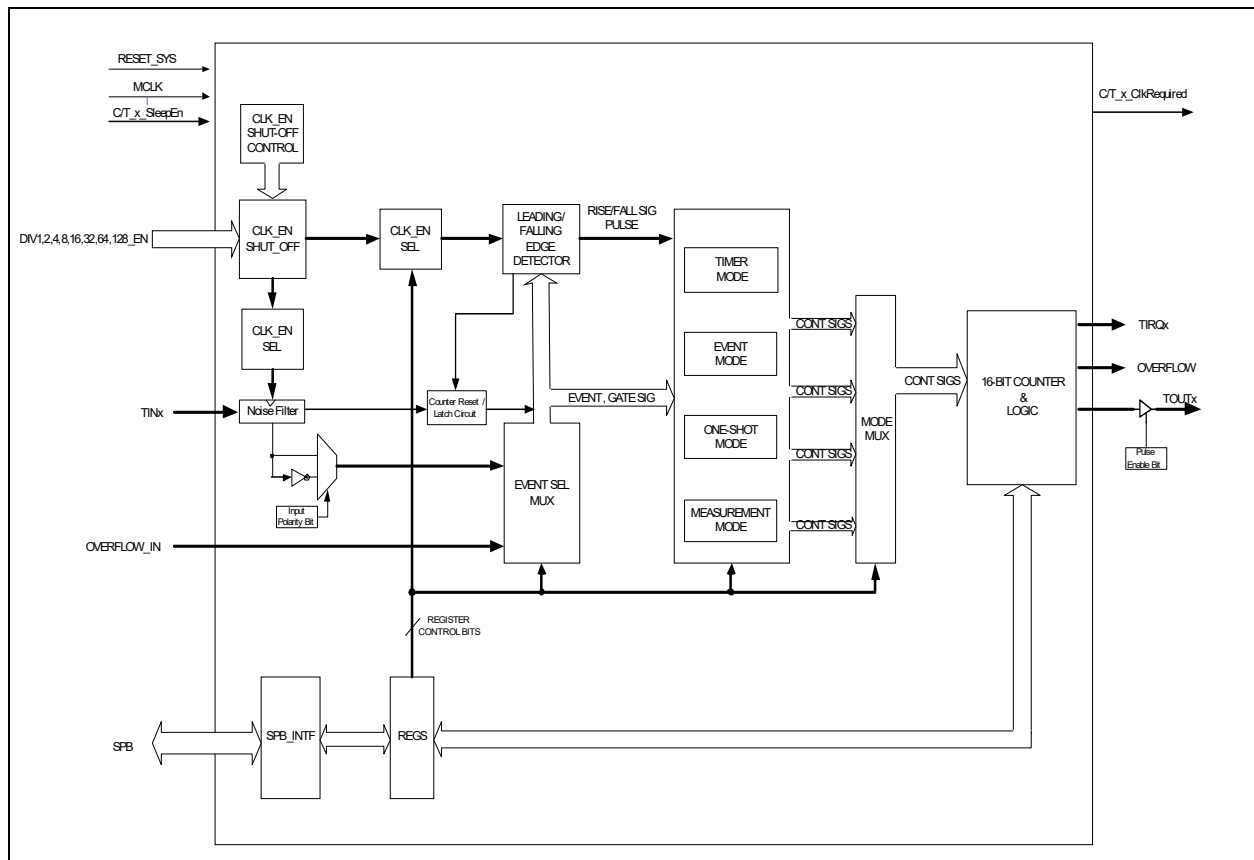 RESET_SYS
MCLK
C/T_x_SleepEn
C/T_x_ClkRequired
CLK_EN
SHUT-OFF
CONTROL
DIV1,2,4,8,16,32,64,128_EN
CLK_EN
SHUT_OFF
CLK_EN
SEL
LEADING/
FALLING
EDGE
DETECTOR
RISE/FALL SIG
PULSE
TIMER
MODE
CLK_EN
SEL
CONT SIGS
TIRQx
EVENT
MODE
OVERFLOW
16-BIT COUNTER
&
LOGIC
CONT SIGS
CONT SIGS
TINx
Noise Filter
Counter Reset /
Latch Circuit
EVENT, GATE SIG
MODE
MUX
TOUTx
ONE-SHOT
MODE
CONT SIGS
Pulse
Enable Bit
EVENT SEL
MUX
Input
Polarity Bit
MEASUREMENT
MODE
CONT SIGS
OVERFLOW_IN
REGISTER
CONTROL BITS
SPB
SPB_INTF
REGS